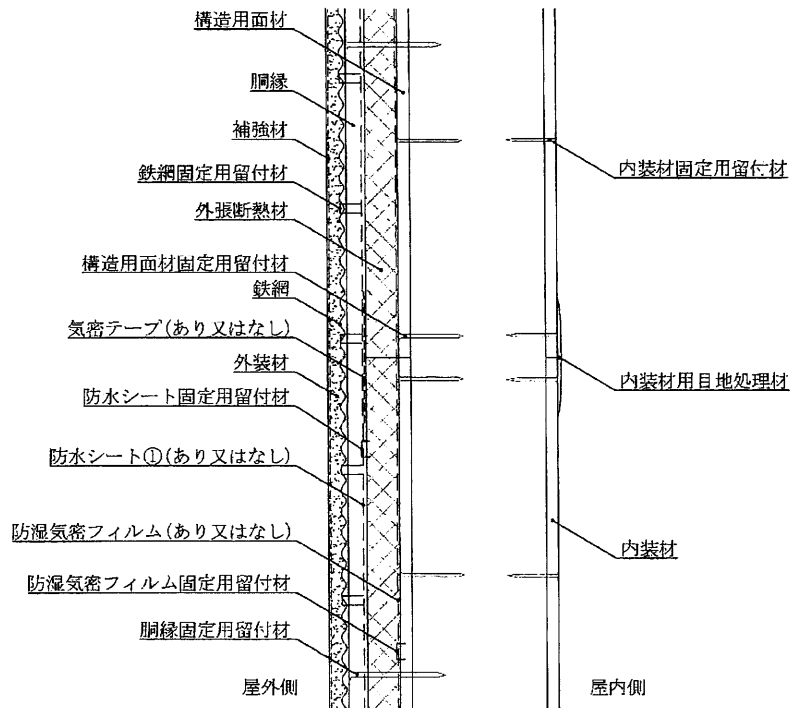 構造用面材
胴縁
補強材
鉄網固定用留付材
外張断熱材
構造用面材固定用留付材
鉄網
気密テープ(あり又はなし)
外装材
防水シート固定用留付材
防水シート①(あり又はなし)
防湿気密フィルム(あり又はなし)
防湿気密フィルム固定用留付材
胴縁固定用留付材
屋外側
内装材固定用留付材
内装材用目地処理材
内装材
屋内側